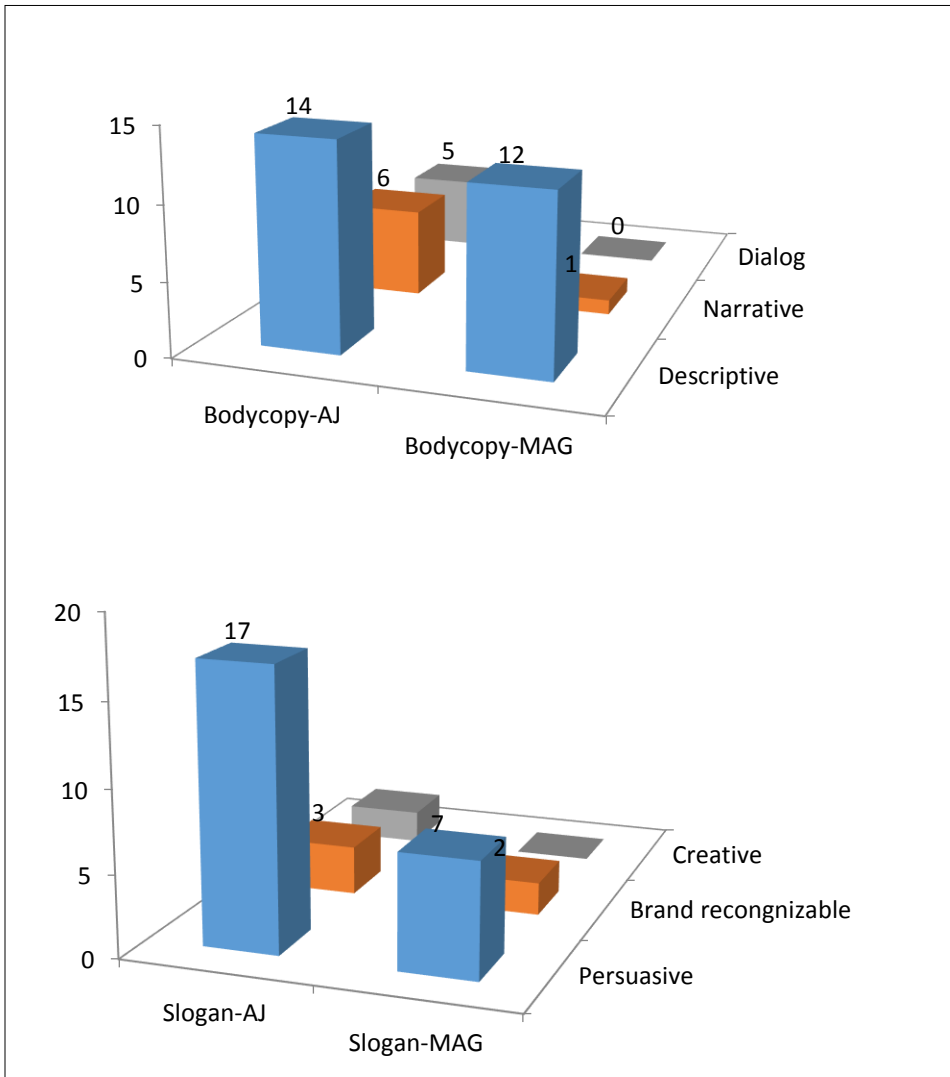 14
15
5
12
6
10
0
1
Dialog
5
Narrative
0
Descriptive
Bodycopy-AJ
Bodycopy-MAG
20
17
15
10
3
7
2
Creative
5
Brand recongnizable
0
Persuasive
Slogan-AJ
Slogan-MAG